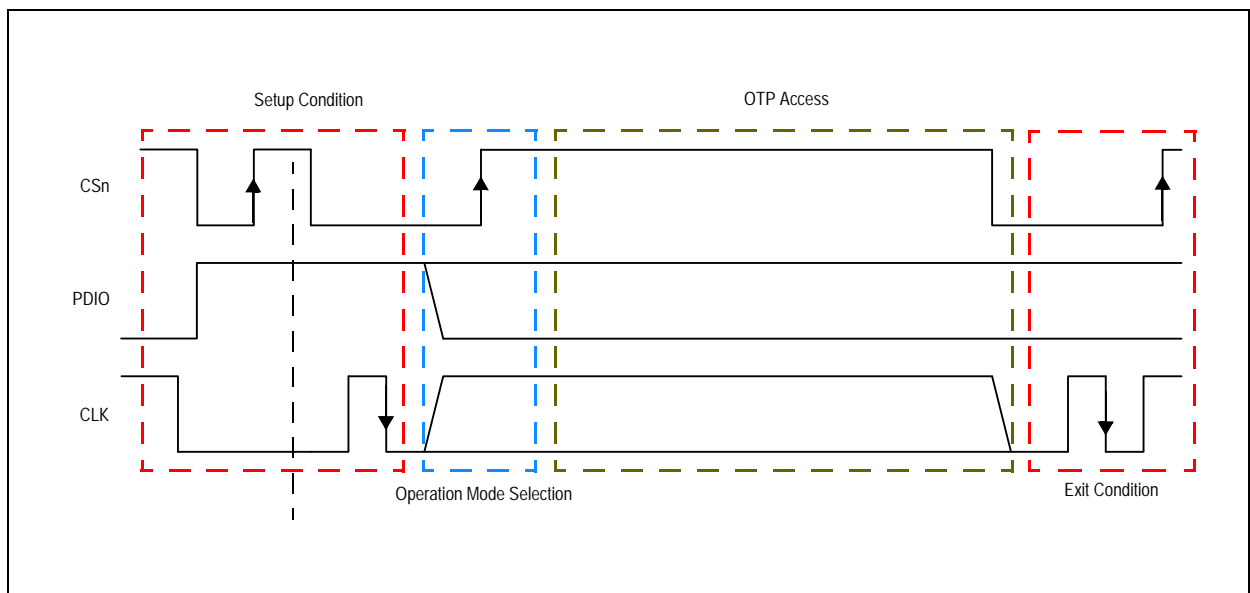 Setup Condition
OTP Access
CSn
PDIO
CLK
Operation Mode Selection
Exit Condition